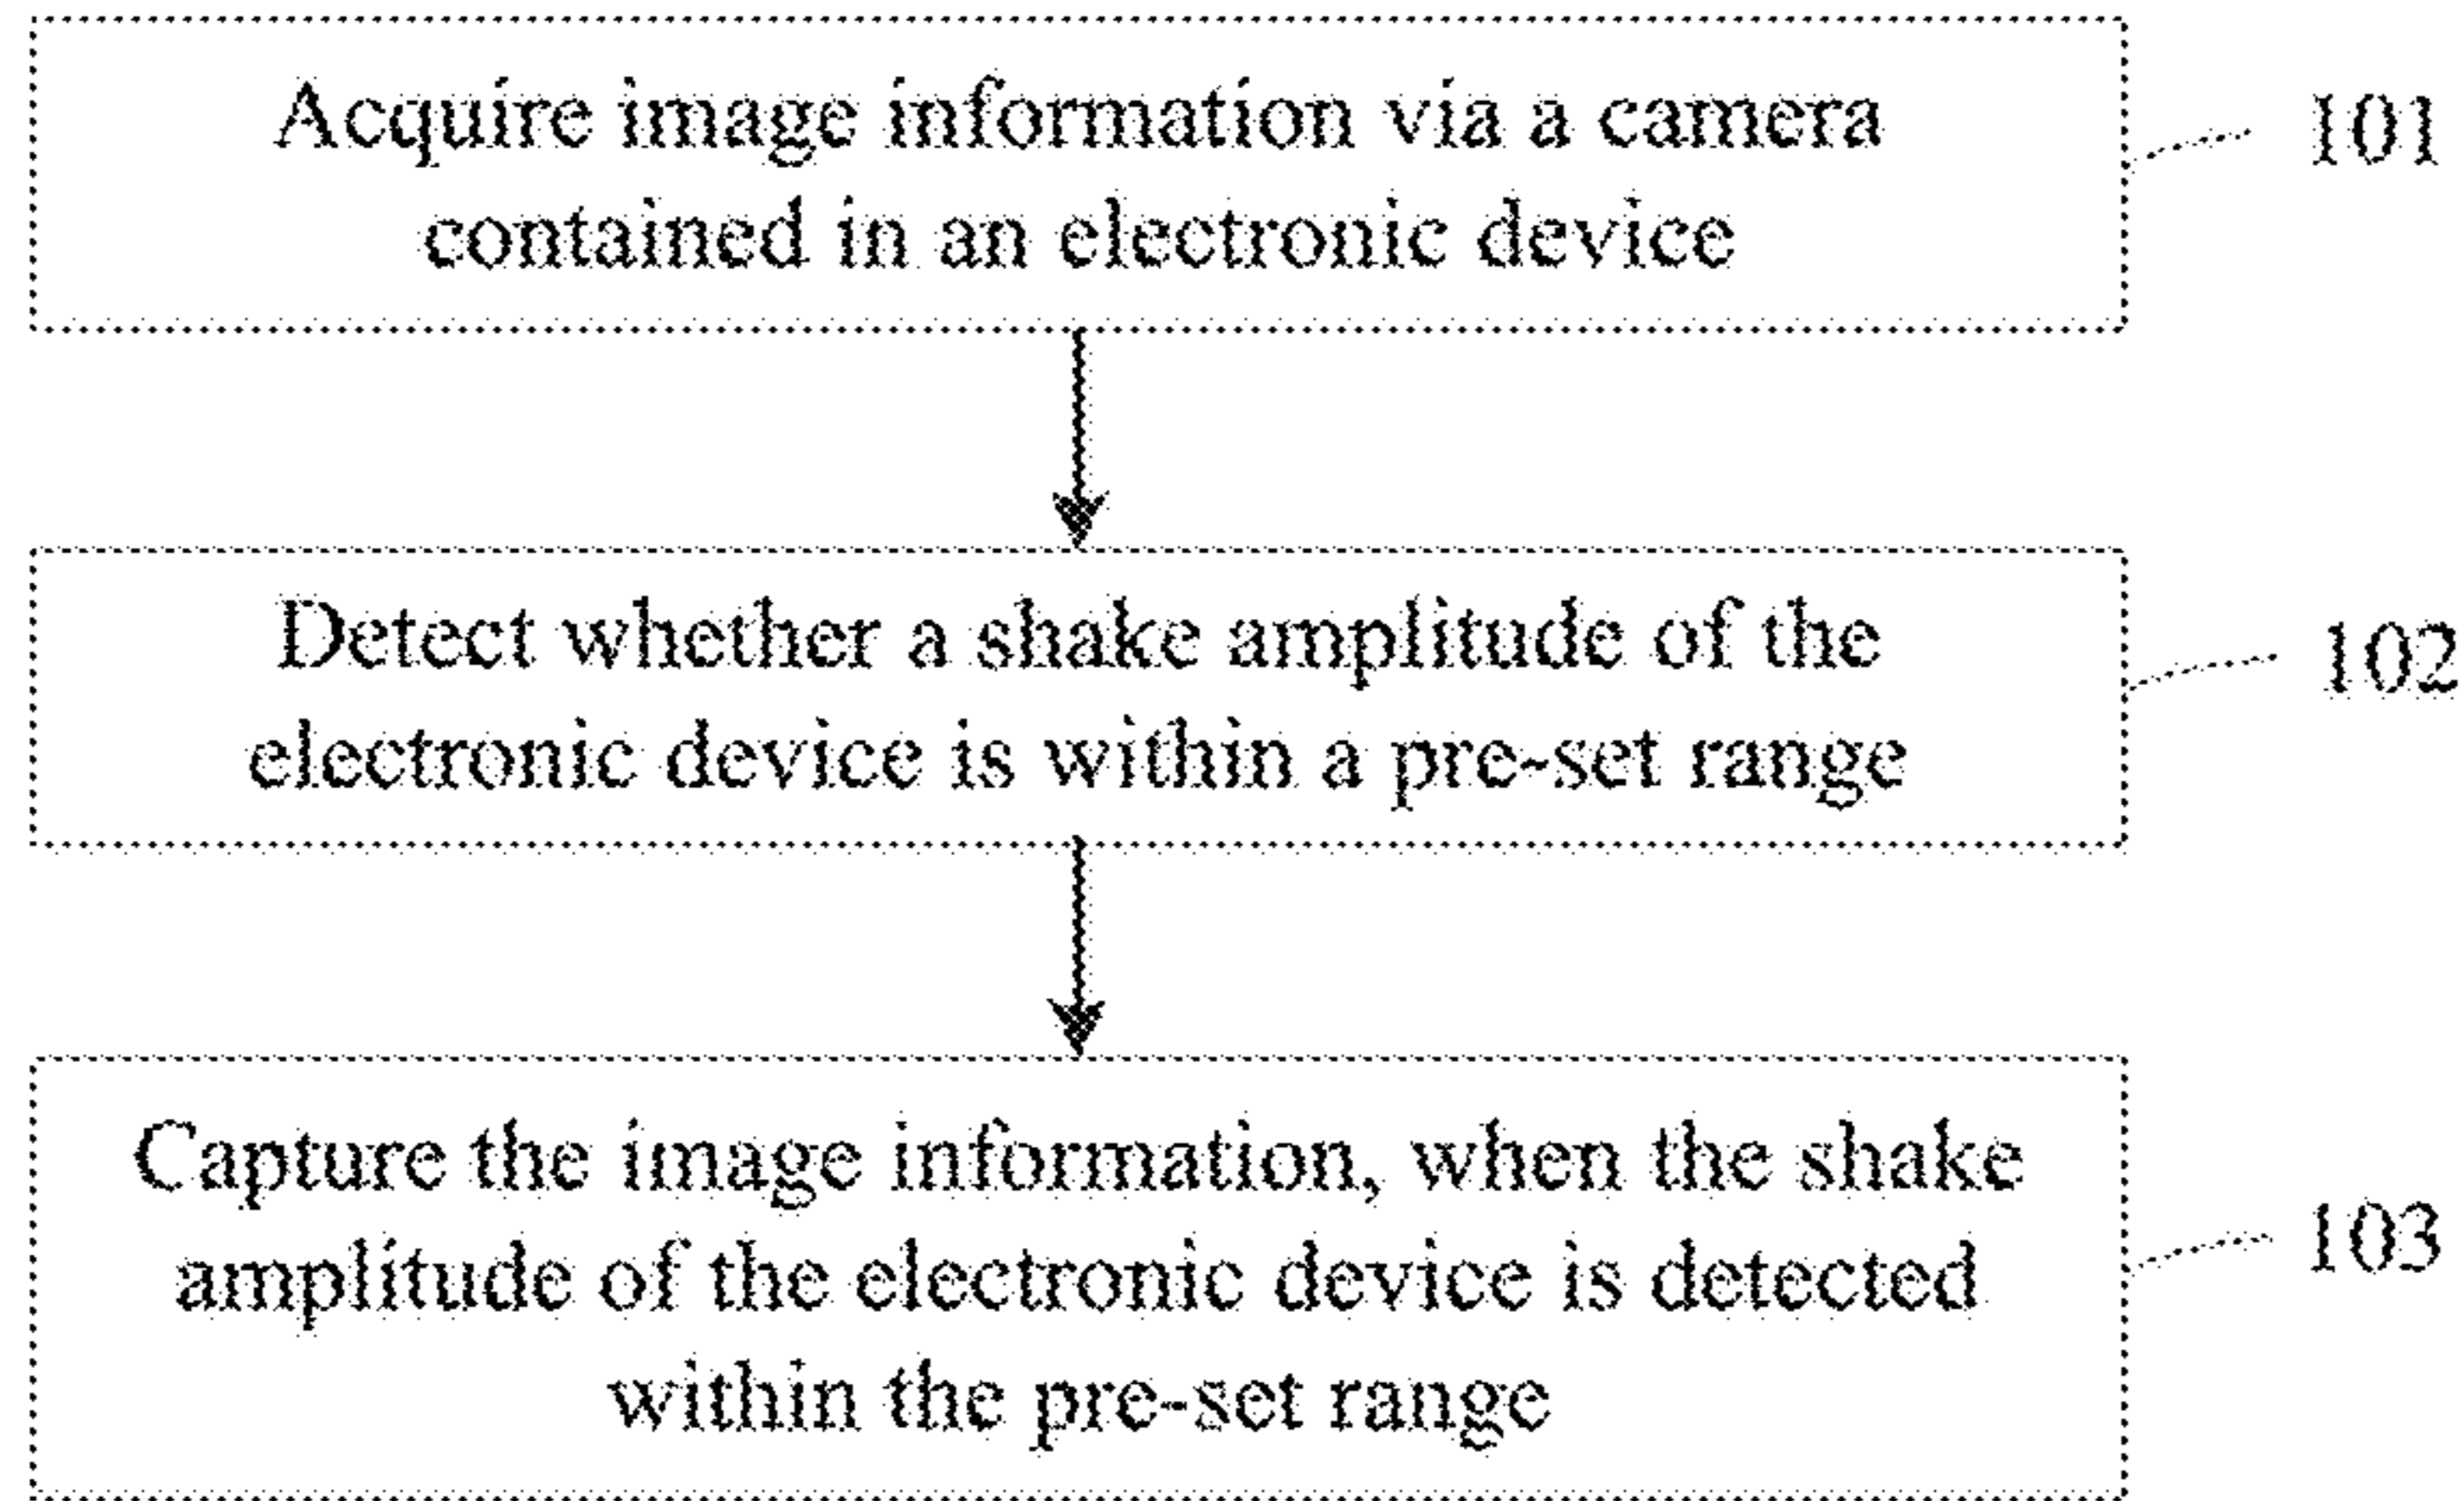 Acquire image information via a camera
contained in an electronic device
101
Detect whether a shake amplitude of the
electronic device is within a pre-set range
102
Capture the image information, when the shake
amplitude of the electronic device is detected
within the pre-set range
103